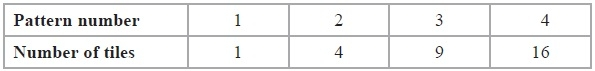 Pattern number 1 2 3 4
Number of tiles 1 4 9 16